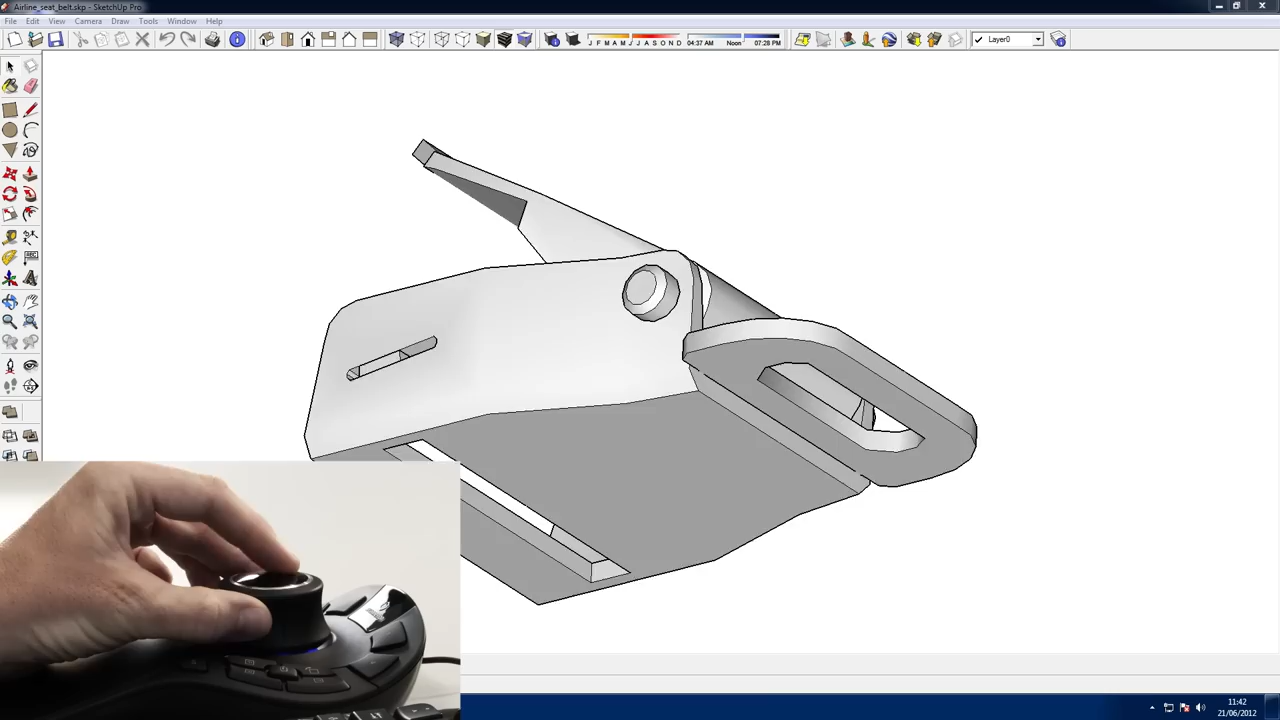 Airline_seat_belt.skp - SketchUp Pro
File Edit View Camera Draw Tools Window Help
J F M A M J J A S O N D 04:37 AM Noon 07:28 PM Layer0
ABC
11:42
21/06/2012